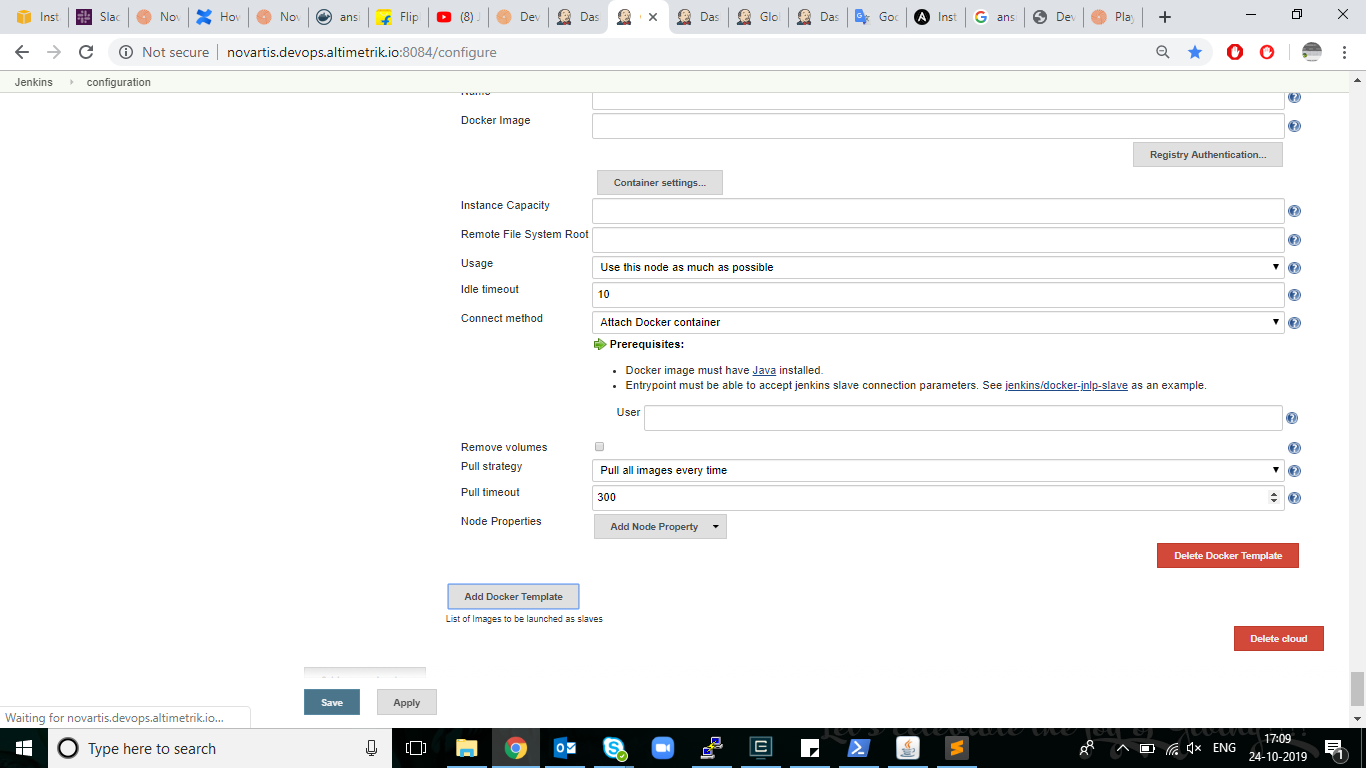 Inst
Slac
Nov
Hov
Nov
ansi
Flip
(8)
Dev
Das
Das
Glo
Das
Goc
Inst
ans
Dev
Play
Not secure
novartis.devops.altimetrik.io:8084/configure
Jenkins
configuration
Name
Docker Image
Registry Authentication...
Container settings...
Instance Capacity
Remote File System Root
Usage
Use this node as much as possible
Idle timeout
10
Connect method
Attach Docker container
Prerequisites:
• Docker image must have Java installed.
• Entrypoint must be able to accept jenkins slave connection parameters. See jenkins/docker-jnlp-slave as an example.
User
Remove volumes
Pull strategy
Pull all images every time
Pull timeout
300
Node Properties
Add Node Property
Delete Docker Template
Add Docker Template
List of Images to be launched as slaves
Delete cloud
Save
Apply
Waiting for novartis.devops.altimetrik.io...
Type here to search
ENG
17:09
24-10-2019
1